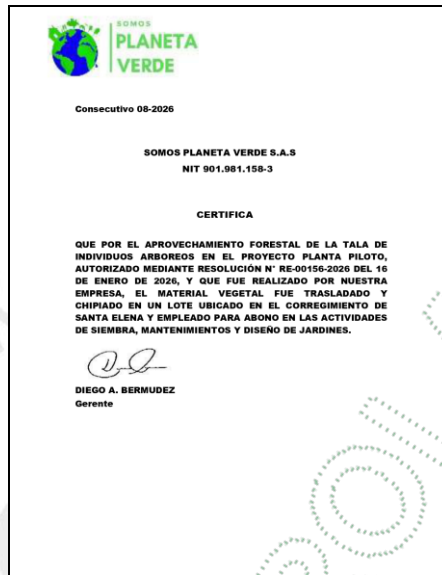 SOMOS
PLANETA
VERDE
Consecutivo 08-2026
SOMOS PLANETA VERDE S.A.S
NIT 901.981.158-3
CERTIFICA
QUE POR EL APROVECHAMIENTO FORESTAL DE LA TALA DE
INDIVIDUOS ARBOREOS EN EL PROYECTO PLANTA PILOTO,
AUTORIZADO MEDIANTE RESOLUCIÓN N° RE-00156-2026 DEL 16
DE ENERO DE 2026, Y QUE FUE REALIZADO POR NUESTRA
EMPRESA, EL MATERIAL VEGETAL FUE TRASLADADO Y
CHIPIADO EN UN LOTE UBICADO EN EL CORREGIMIENTO DE
SANTA ELENA Y EMPLEADO PARA ABONO EN LAS ACTIVIDADES
DE SIEMBRA, MANTENIMIENTOS Y DISEÑO DE JARDINES.
DIEGO A. BERMUDEZ
Gerente